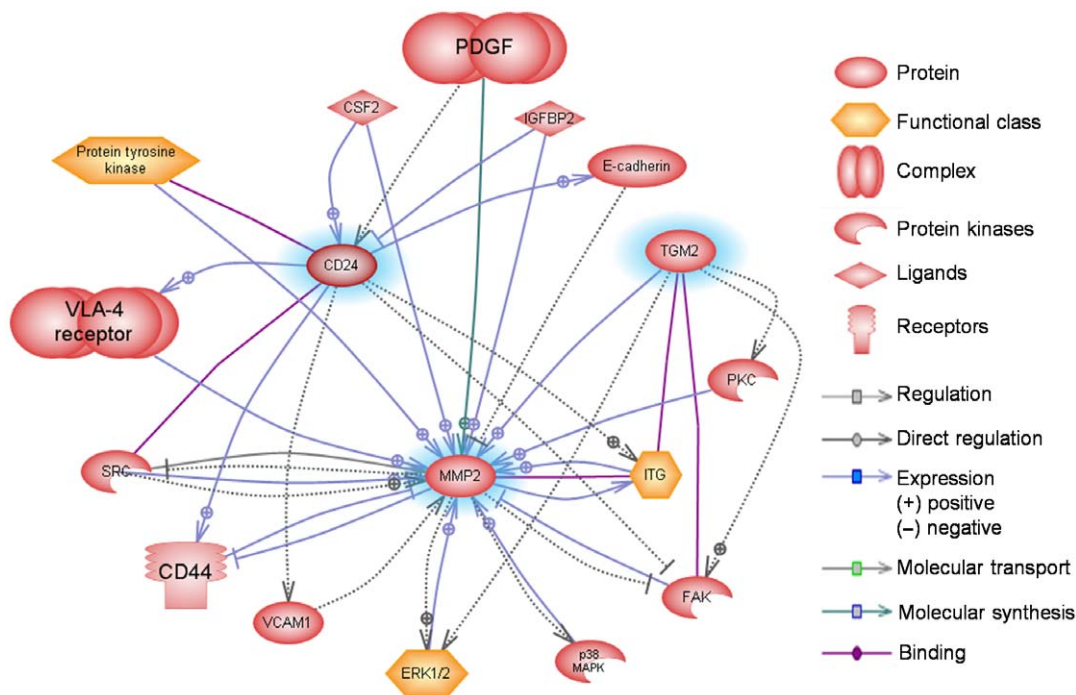 PDGF
CSF2
IGFBP2
Protein tyrosine
kinase
E-cadherin
CD24
TGM2
VLA-4
receptor
PKC
SRC
MMP2
ITG
CD44
FAK
VCAM1
p38
MAPK
ERK1/2
Protein
Functional class
Complex
Protein kinases
Ligands
Receptors
Regulation
Direct regulation
Expression
(+) positive
(−) negative
Molecular transport
Molecular synthesis
Binding